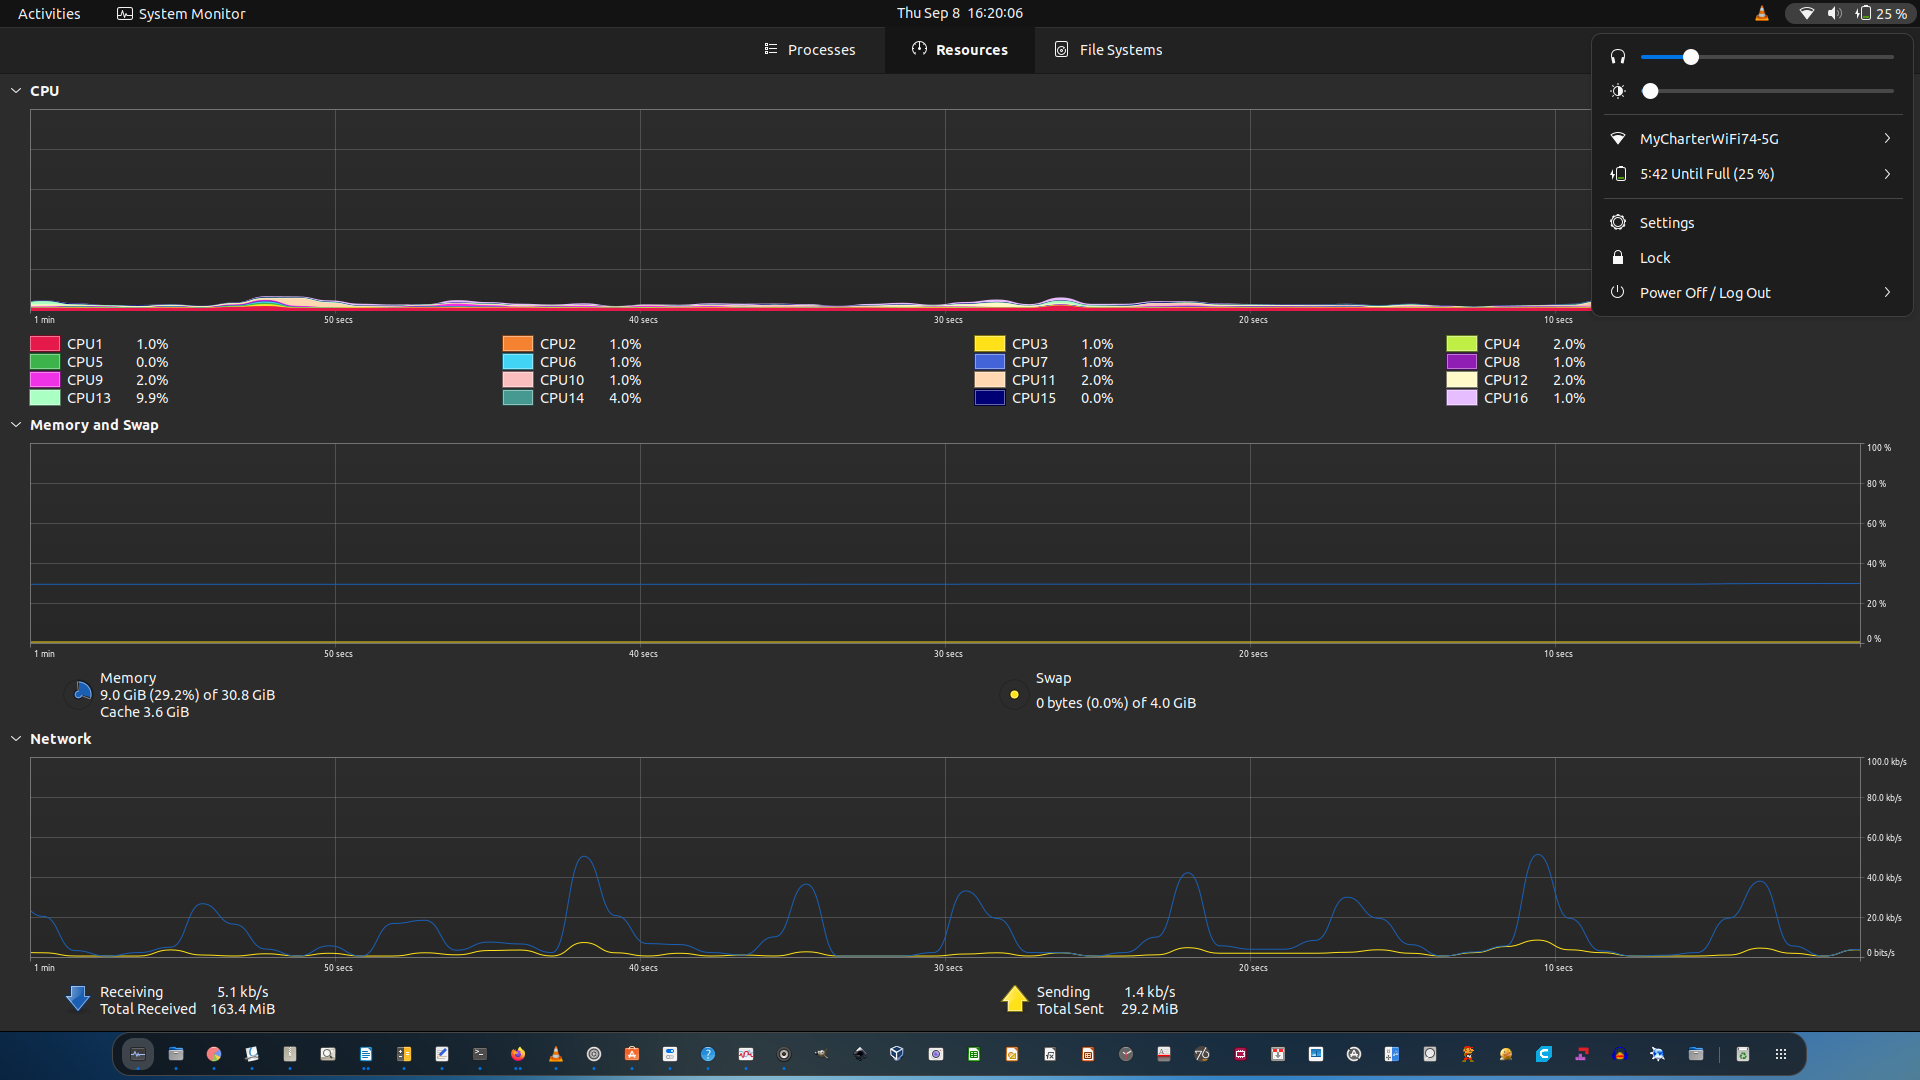 Activities
System Monitor
Thu Sep 8 16:20:06
25 %
Processes
Resources
File Systems
MyCharterWiFi74-5G
5:42 Until Full (25 %)
Settings
Lock
Power Off / Log Out
CPU
1 min 50 secs 40 secs 30 secs 20 secs 10 secs
CPU1 1.0% CPU2 1.0% CPU3 1.0% CPU4 2.0%
CPU5 0.0% CPU6 1.0% CPU7 1.0% CPU8 1.0%
CPU9 2.0% CPU10 1.0% CPU11 2.0% CPU12 2.0%
CPU13 9.9% CPU14 4.0% CPU15 0.0% CPU16 1.0%
Memory and Swap
100 %
80 %
60 %
40 %
20 %
0 %
1 min 50 secs 40 secs 30 secs 20 secs 10 secs
Memory
9.0 GiB (29.2%) of 30.8 GiB
Cache 3.6 GiB
Swap
0 bytes (0.0%) of 4.0 GiB
Network
100.0 kb/s
80.0 kb/s
60.0 kb/s
40.0 kb/s
20.0 kb/s
0 bits/s
1 min 50 secs 40 secs 30 secs 20 secs 10 secs
Receiving 5.1 kb/s
Total Received 163.4 MiB
Sending 1.4 kb/s
Total Sent 29.2 MiB
76